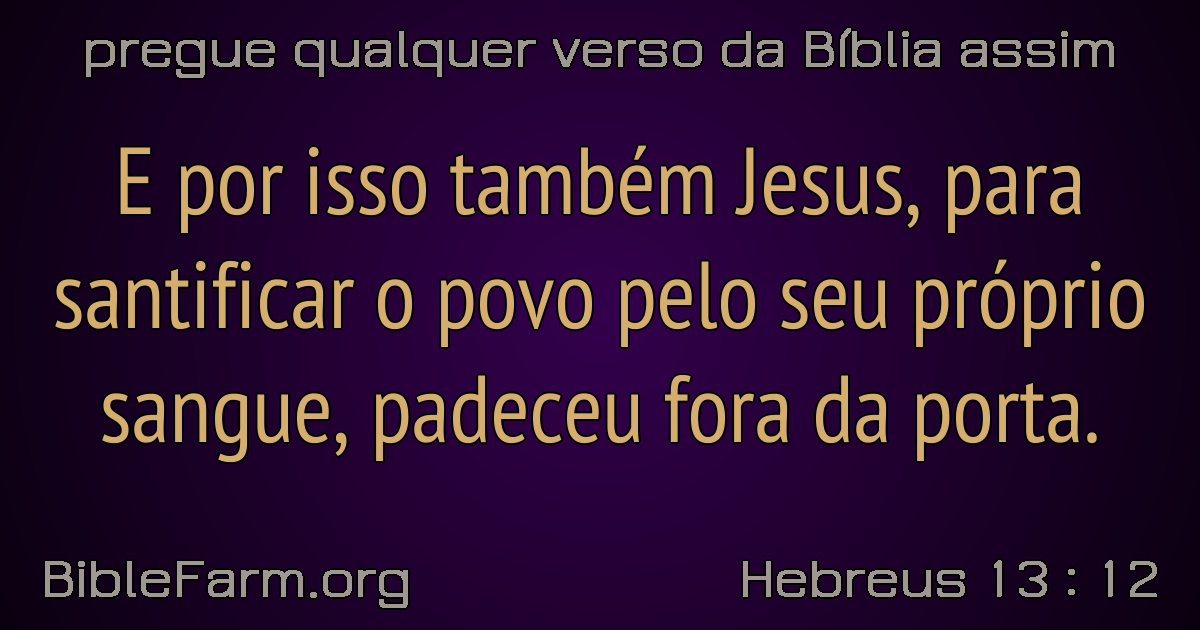 pregue qualquer verso da Bíblia assim
E por isso também Jesus, para
santificar o povo pelo seu próprio
sangue, padeceu fora da porta.
BibleFarm.org
Hebreus 13 : 12